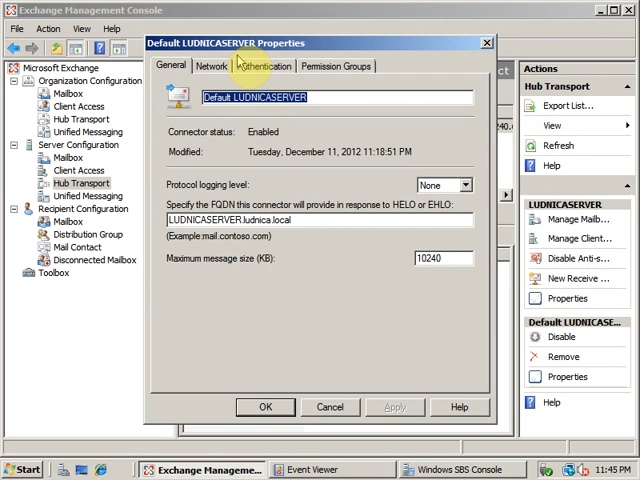 Exchange Management Console
File Action View Help
Microsoft Exchange
Organization Configuration
Mailbox
Client Access
Hub Transport
Unified Messaging
Server Configuration
Mailbox
Client Access
Hub Transport
Unified Messaging
Recipient Configuration
Mailbox
Distribution Group
Mail Contact
Disconnected Mailbox
Toolbox
Default LUDNICASERVER Properties
General Network Authentication Permission Groups
Default LUDNICASERVER
Connector status: Enabled
Modified: Tuesday, December 11, 2012 11:18:51 PM
Protocol logging level: None
Specify the FQDN this connector will provide in response to HELO or EHLO:
LUDNICASERVER.ludnica.local
(Example:mail.contoso.com)
Maximum message size (KB): 10240
OK Cancel Apply Help
Actions
Hub Transport
Export List...
View
Refresh
Help
LUDNICASERVER
Manage Mailb...
Manage Client...
Disable Anti-s...
New Receive ...
Properties
Default LUDNICASE...
Disable
Remove
Properties
Help
Start Exchange Manageme... Event Viewer Windows SBS Console 11:45 PM